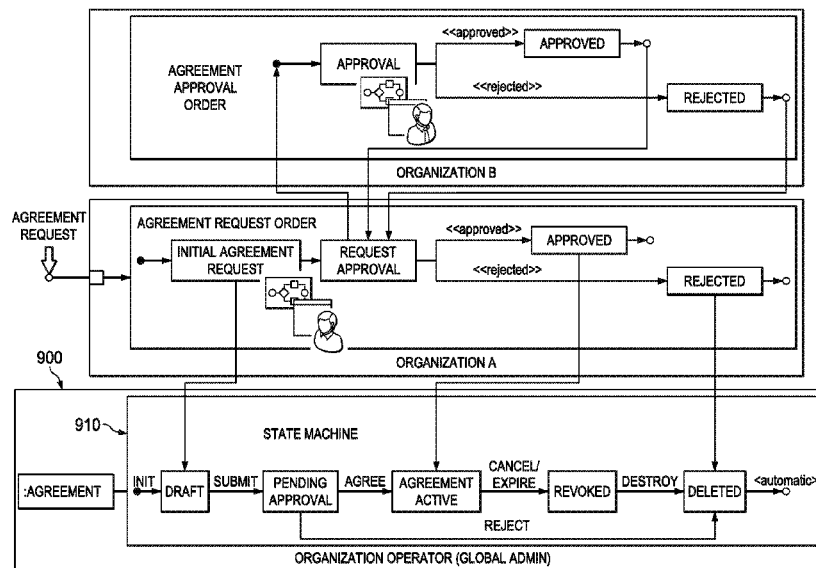 <<approved>>
APPROVED
AGREEMENT
APPROVAL
ORDER
APPROVAL
<<rejected>>
REJECTED
ORGANIZATION B
AGREEMENT
REQUEST
AGREEMENT REQUEST ORDER
INITIAL AGREEMENT
REQUEST
REQUEST
APPROVAL
<<approved>>
APPROVED
<<rejected>>
REJECTED
ORGANIZATION A
900
910
STATE MACHINE
:AGREEMENT
INIT
DRAFT
SUBMIT
PENDING
APPROVAL
AGREE
AGREEMENT
ACTIVE
CANCEL/
EXPIRE
REVOKED
DESTROY
DELETED
<automatic>
REJECT
ORGANIZATION OPERATOR (GLOBAL ADMIN)